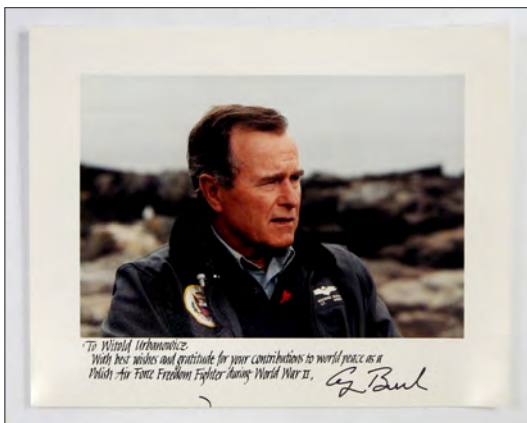 To Witold Urbanowicz
With best wishes and gratitude for your contributions to world peace as a
Polish Air Force Freedom Fighter during World War II,
G Bush